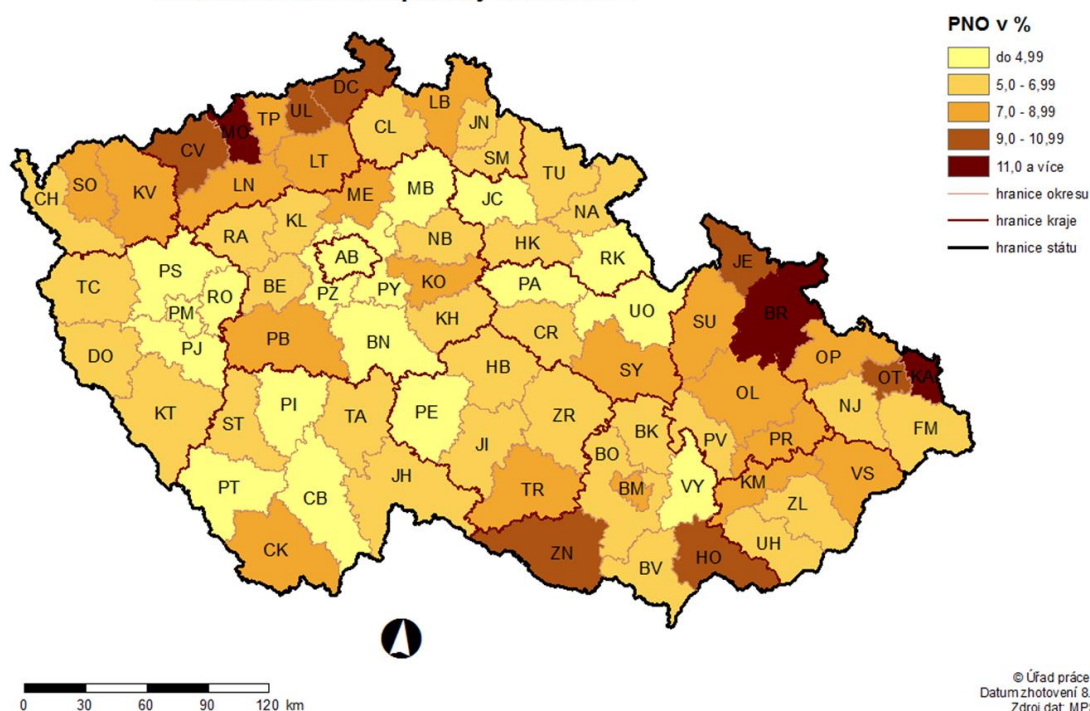 PNO v %
do 4,99
5,0 - 6,99
7,0 - 8,99
9,0 - 10,99
11,0 a více
hranice okresu
hranice kraje
hranice státu
DC
UL
LB
TP
MO
JN
CL
CV
LT
SM
TU
SO
KV
LN
ME
MB
JC
CH
NA
KL
RA
NB
HK
AB
RK
JE
PS
TC
RO
BE
PZ
PY
KO
PA
BR
PM
UO
SU
KH
CR
PB
BN
DO
PJ
OP
SY
HB
OT
KA
OL
KT
PI
TA
PE
ZR
NJ
ST
BK
FM
PV
PR
JI
BO
VS
JH
KM
PT
CB
TR
BM
VY
ZL
CK
ZN
HO
UH
BV
0 30 60 90 120 km
© Úřad práce
Datum zhotovení 8.
Zdroj dat: